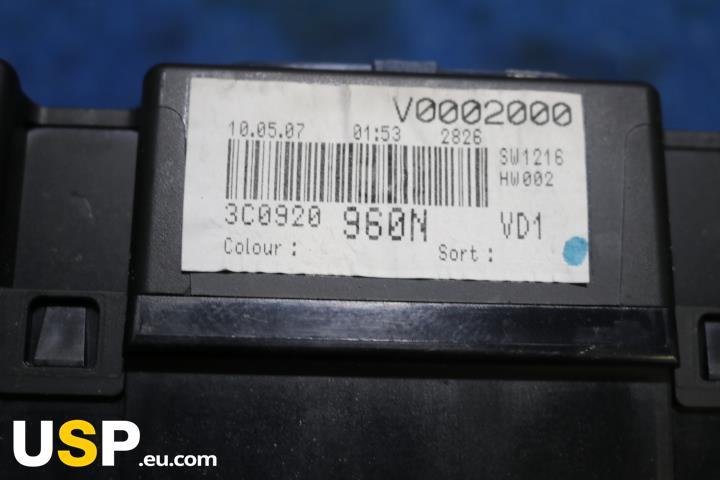 V0002000
10.05.07 01:53 2826
SW1216
HW002
3C0920 960N VD1
Colour : Sort :
USP.eu.com